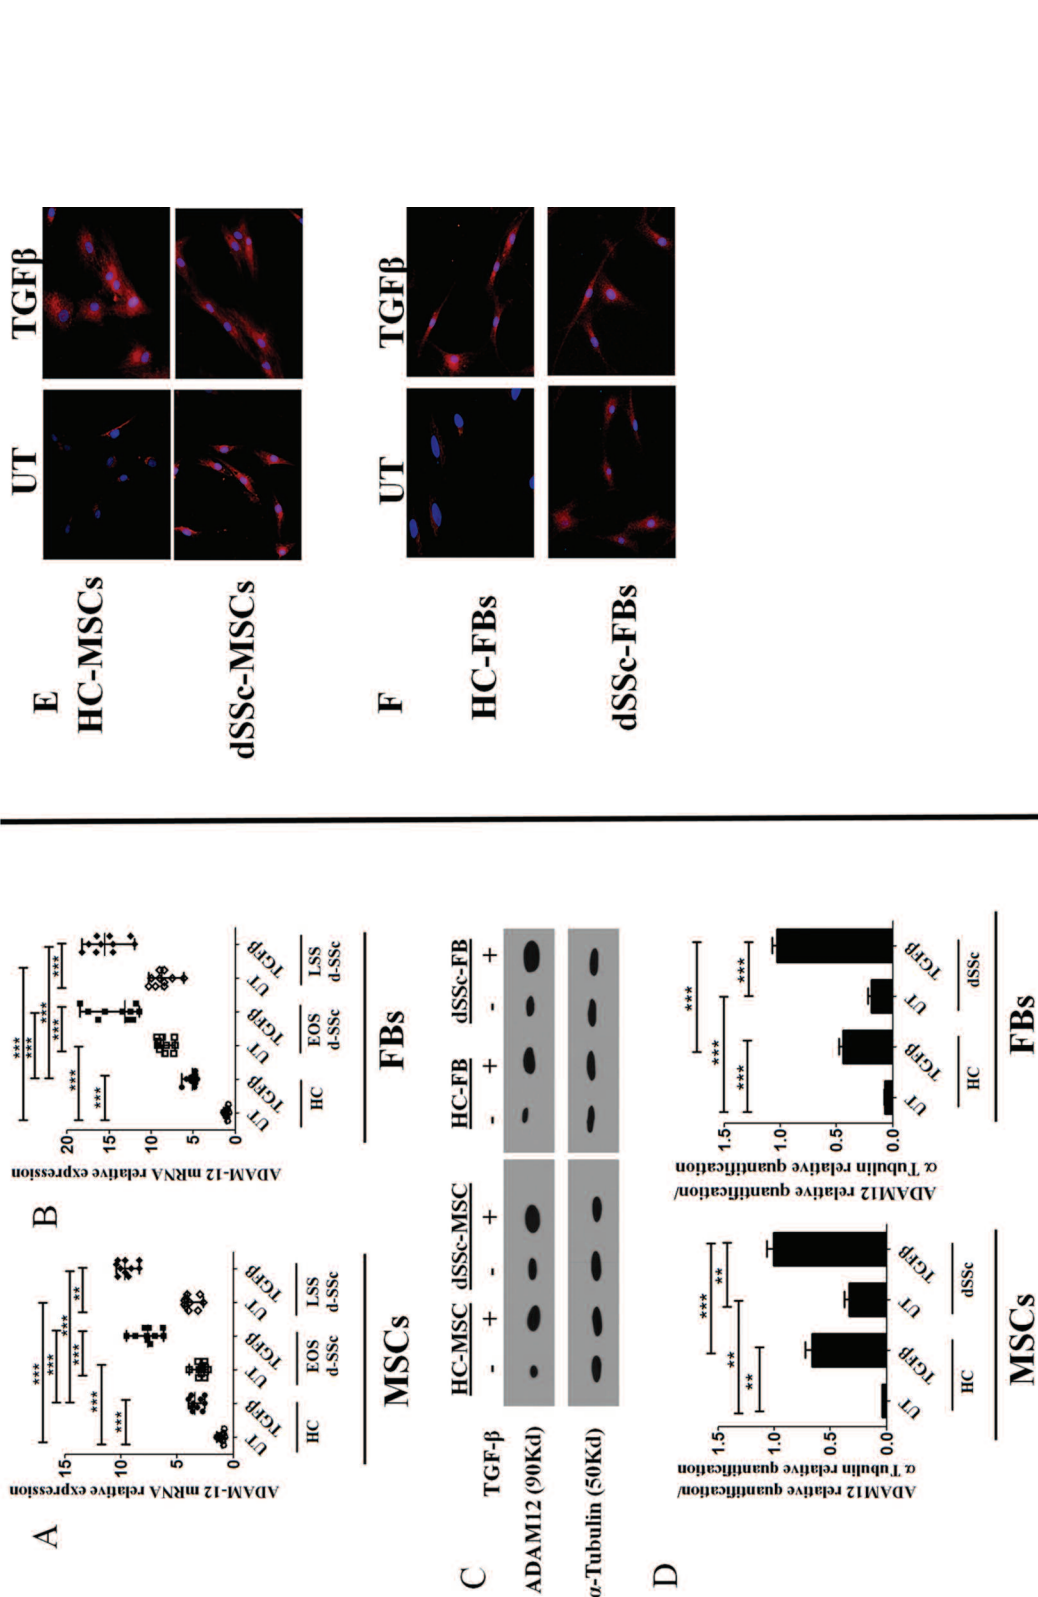 A
ADAM-12 mRNA relative expression
15
10
5
0
*** *** *** *** ** *** ***
UT TGFβ UT TGFβ UT TGFβ
HC EOS d-SSc LSS d-SSc
MSCs
B
ADAM-12 mRNA relative expression
20
15
10
5
0
*** *** *** *** *** *** ***
UT TGFβ UT TGFβ UT TGFβ
HC EOS d-SSc LSS d-SSc
FBs
C
HC-MSC dSSc-MSC HC-FB dSSc-FB
TGF-β - + - + - + - +
ADAM12 (90Kd)
α-Tubulin (50Kd)
D
ADAM12 relative quantification/
α Tubulin relative quantification
1.5
1.0
0.5
0.0
*** ** ** **
UT TGFβ UT TGFβ
HC dSSc
MSCs
ADAM12 relative quantification/
α Tubulin relative quantification
1.5
1.0
0.5
0.0
*** *** *** ***
UT TGFβ UT TGFβ
HC dSSc
FBs
E
UT TGFβ
HC-MSCs
dSSc-MSCs
F
UT TGFβ
HC-FBs
dSSc-FBs